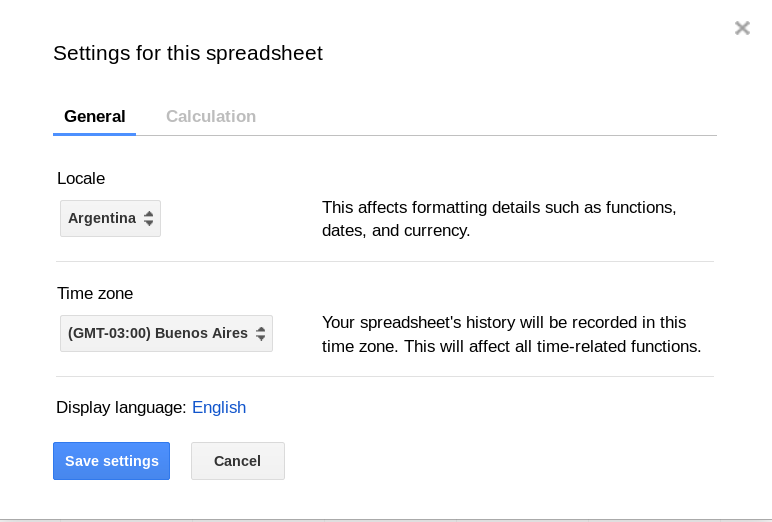 Settings for this spreadsheet
General Calculation
Locale
Argentina
This affects formatting details such as functions,
dates, and currency.
Time zone
(GMT-03:00) Buenos Aires
Your spreadsheet's history will be recorded in this
time zone. This will affect all time-related functions.
Display language: English
Save settings Cancel